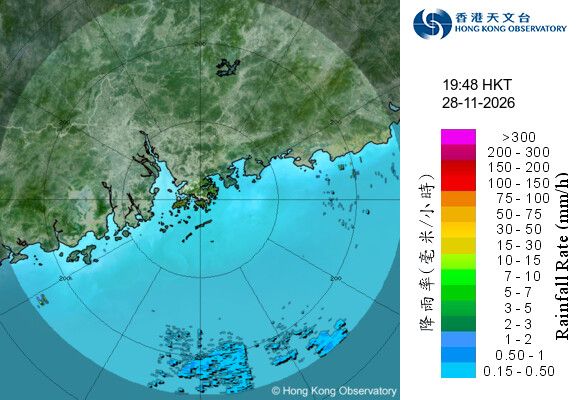 香港天文台
HONG KONG OBSERVATORY
19:48 HKT
28-11-2026
降雨率(毫米/小時)
Rainfall Rate (mm/h)
>300
200 - 300
150 - 200
100 - 150
75 - 100
50 - 75
30 - 50
15 - 30
10 - 15
7 - 10
5 - 7
3 - 5
2 - 3
1 - 2
0.50 - 1
0.15 - 0.50
200
200
200
© Hong Kong Observatory